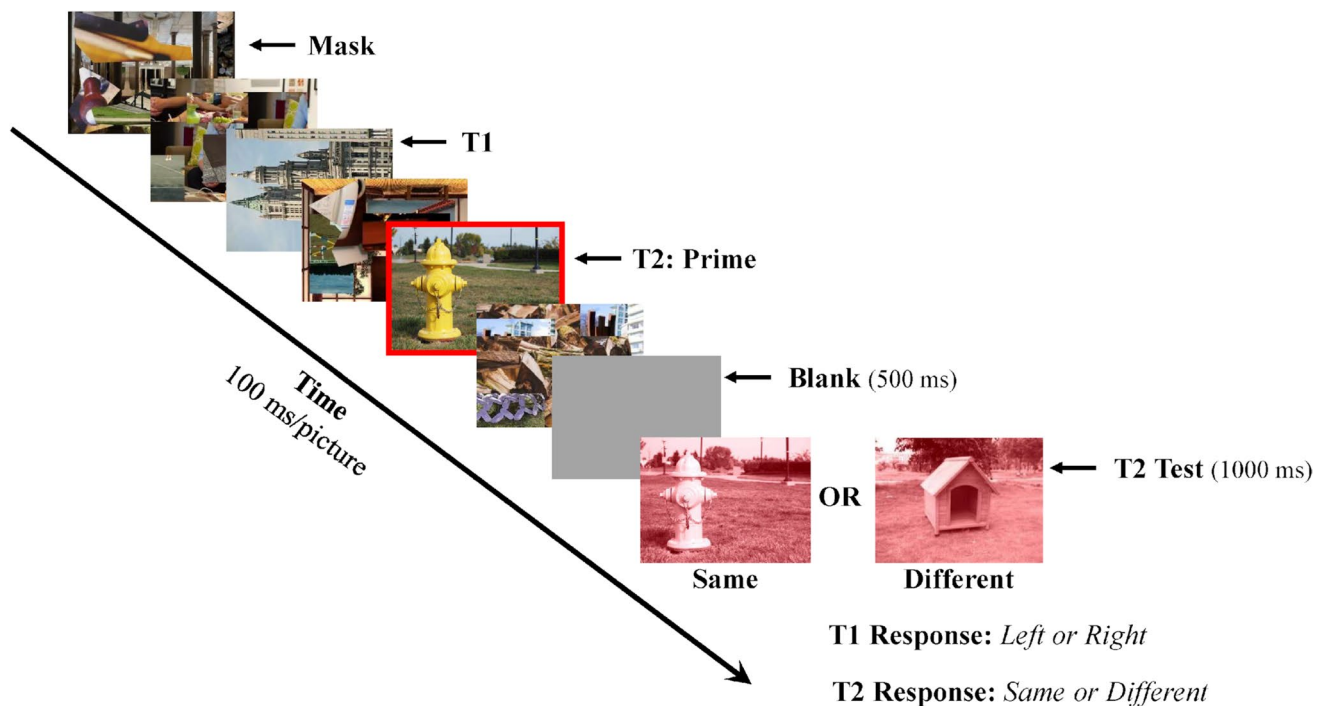 Mask
T1
T2: Prime
Time
100 ms/picture
Blank (500 ms)
T2 Test (1000 ms)
OR
Same
Different
T1 Response: Left or Right
T2 Response: Same or Different